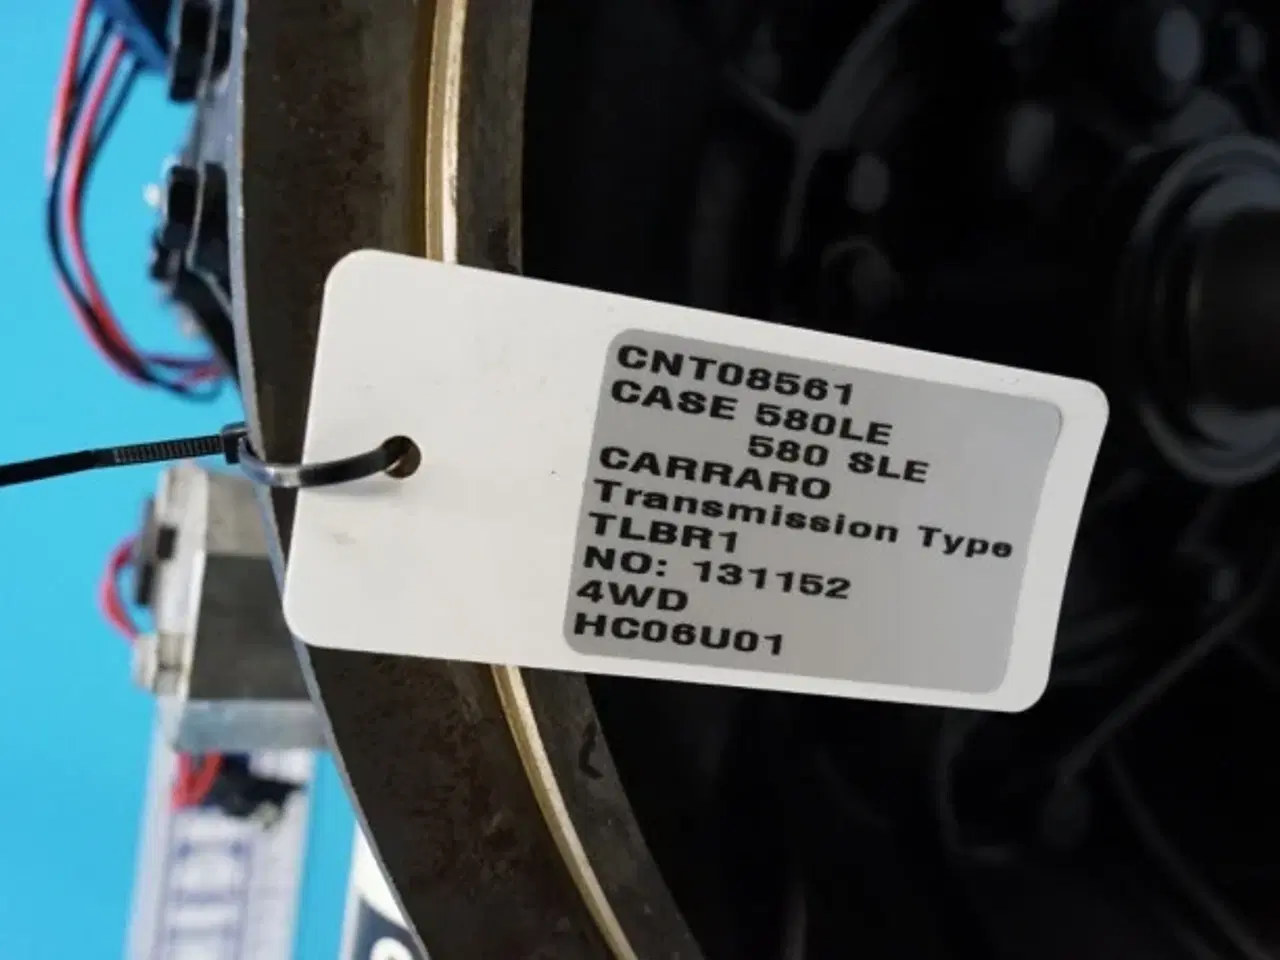 CNT08561
CASE 580LE
580 SLE
CARRARO
Transmission Type
TLBR1
NO: 131152
4WD
HC06U01